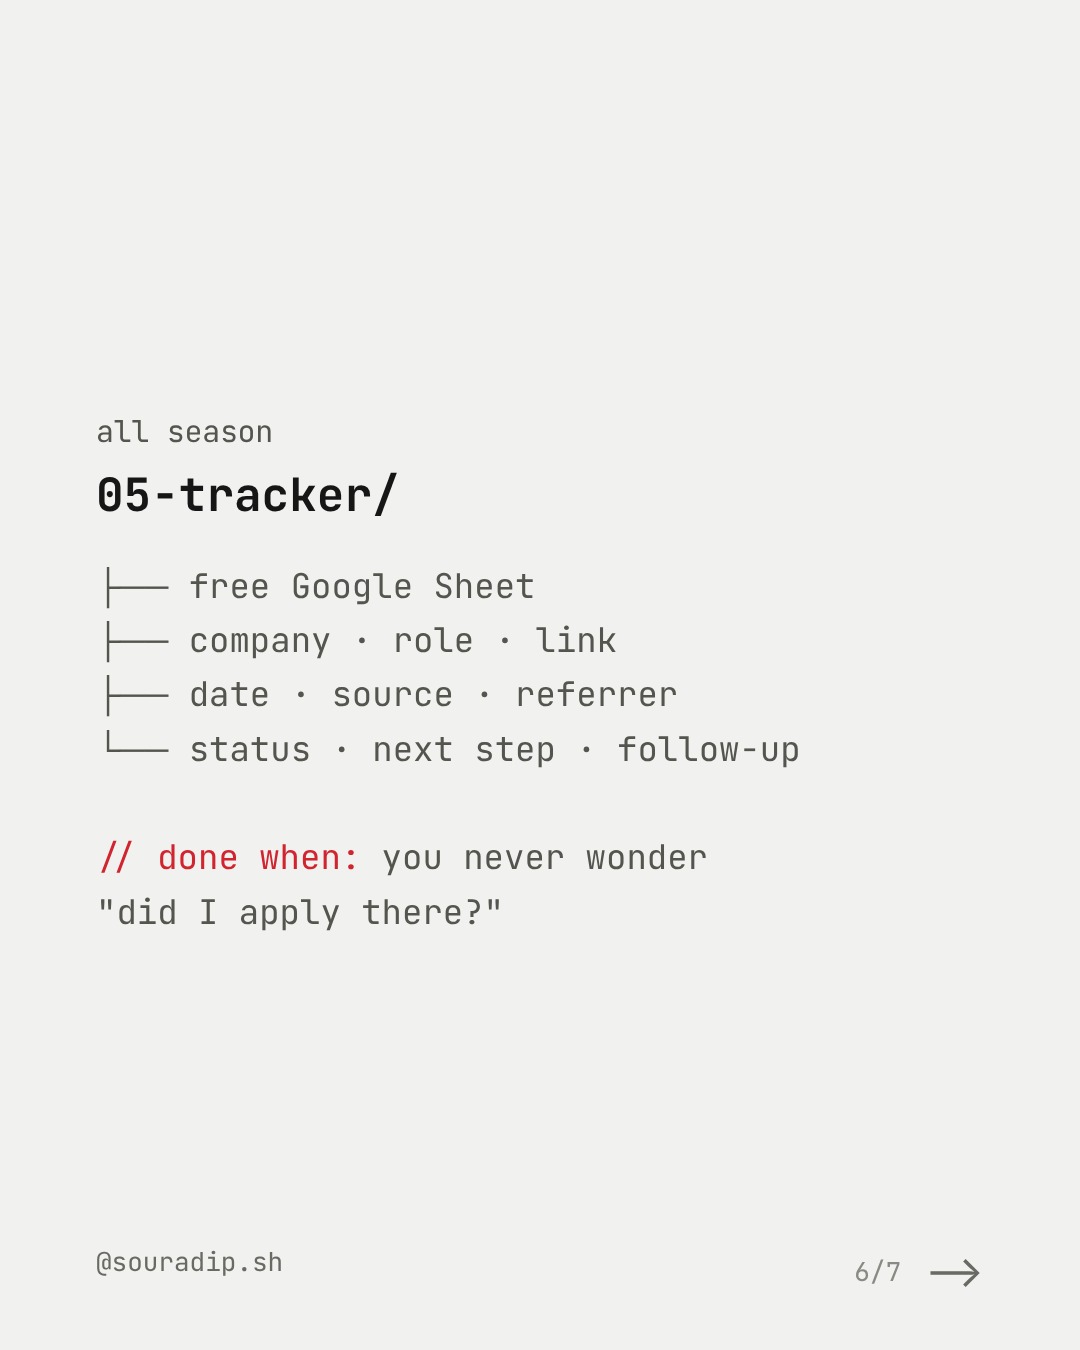 all season
05-tracker/
├── free Google Sheet
├── company · role · link
├── date · source · referrer
└── status · next step · follow-up
// done when: you never wonder
"did I apply there?"
@souradip.sh
6/7 →